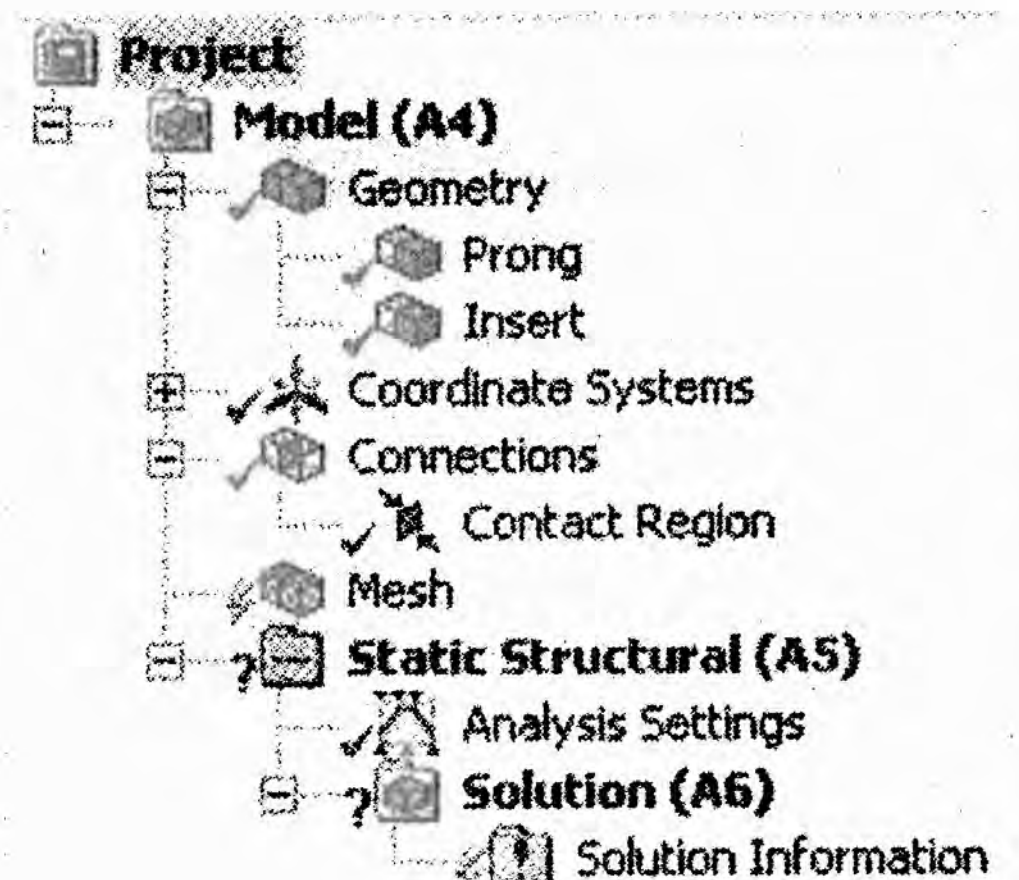 Project
Model (A4)
Geometry
Prong
Insert
Coordinate Systems
Connections
Contact Region
Mesh
Static Structural (A5)
Analysis Settings
Solution (A6)
Solution Information